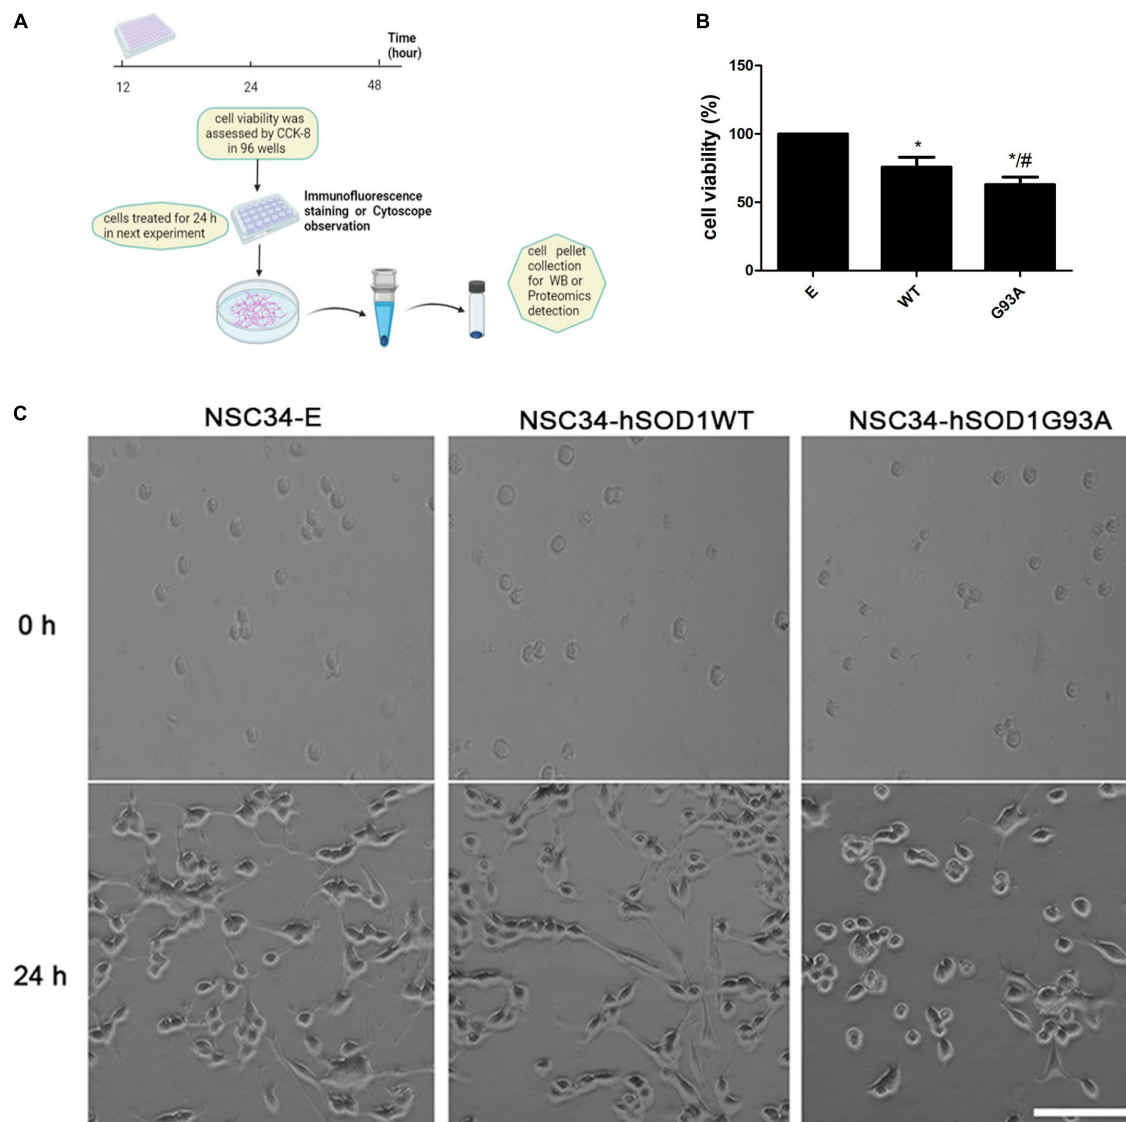 A
Time
(hour)
12
24
48
cell viability was
assessed by CCK-8
in 96 wells
Immunofluorescence
staining or Cytoscope
observation
cells treated for 24 h
in next experiment
cell pellet
collection
for WB or
Proteomics
detection
B
cell viability (%)
150
100
50
0
*
*/#
E
WT
G93A
C
NSC34-E
NSC34-hSOD1WT
NSC34-hSOD1G93A
0 h
24 h